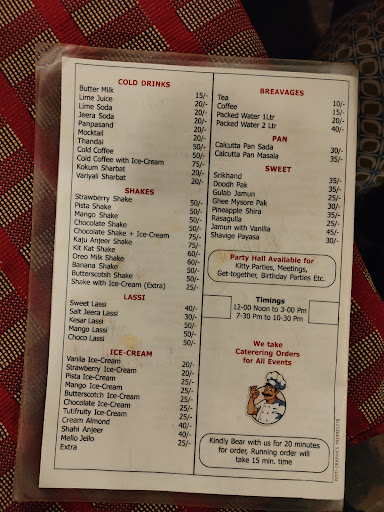 COLD DRINKS
Butter Milk 15/-
Lime Juice 20/-
Lime Soda 20/-
Jeera Soda 20/-
Panpasand 20/-
Mocktail 20/-
Thandai 50/-
Cold Coffee 50/-
Cold Coffee with Ice-Cream 75/-
Kokum Sharbat 20/-
Variyali Sharbat 20/-
SHAKES
Strawberry Shake 50/-
Pista Shake 50/-
Mango Shake 50/-
Chocolate Shake 50/-
Chocolate Shake + Ice-Cream 75/-
Kaju Anjeer Shake 75/-
Kit Kat Shake 60/-
Oreo Milk Shake 60/-
Banana Shake 50/-
Butterscotsh Shake 50/-
Shake with Ice-Cream (Extra) 25/-
LASSI
Sweet Lassi 40/-
Salt Jeera Lassi 30/-
Kesar Lassi 50/-
Mango Lassi 50/-
Choco Lassi 50/-
ICE-CREAM
Vanila Ice-Cream 20/-
Strawberry Ice-Cream 20/-
Pista Ice-Cream 25/-
Mango Ice-Cream 25/-
Butterscotch Ice-Cream 25/-
Chocolate Ice-Cream 25/-
Tutifruity Ice-Cream 25/-
Cream Almond 40/-
Shahi Anjeer 40/-
Mello Jello 40/-
Extra 25/-
BREAVAGES
Tea 10/-
Coffee 15/-
Packed Water 1Ltr 20/-
Packed Water 2 Ltr 40/-
PAN
Calcutta Pan Sada 30/-
Calcutta Pan Masala 35/-
SWEET
Srikhand 35/-
Doodh Pak 35/-
Gulab Jamun 25/-
Ghee Mysore Pak 30/-
Pineapple Shira 35/-
Rasagulla 25/-
Jamun with Vanilla 45/-
Shavige Payasa 30/-
Party Hall Available for
Kitty Parties, Meetings,
Get-together, Birthday Parties Etc.
Timings
12-00 Noon to 3-00 Pm
7-30 Pm to 10-30 Pm
We take
Caterering Orders
for All Events
Kindly Bear with us for 20 minutes
for order, Running order will
take 15 min. time